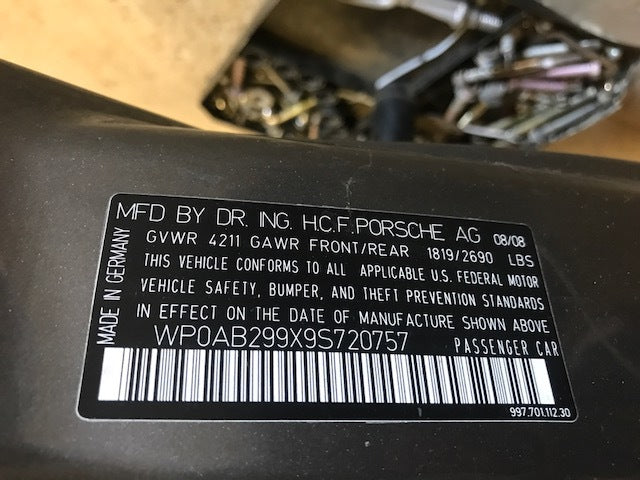 MFD BY DR. ING. H.C.F. PORSCHE AG 08/08
GVWR 4211 GAWR FRONT/REAR 1819/2690 LBS
THIS VEHICLE CONFORMS TO ALL APPLICABLE U.S. FEDERAL MOTOR
VEHICLE SAFETY, BUMPER, AND THEFT PREVENTION STANDARDS
IN EFFECT ON THE DATE OF MANUFACTURE SHOWN ABOVE
WP0AB299X9S720757 PASSENGER CAR
MADE IN GERMANY
997.701.112.30